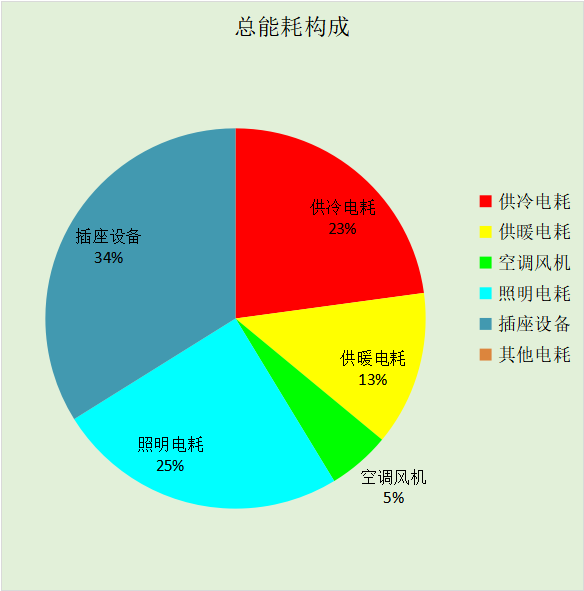 总能耗构成
供冷电耗
23%
插座设备
34%
供暖电耗
13%
照明电耗
25%
空调风机
5%
供冷电耗
供暖电耗
空调风机
照明电耗
插座设备
其他电耗